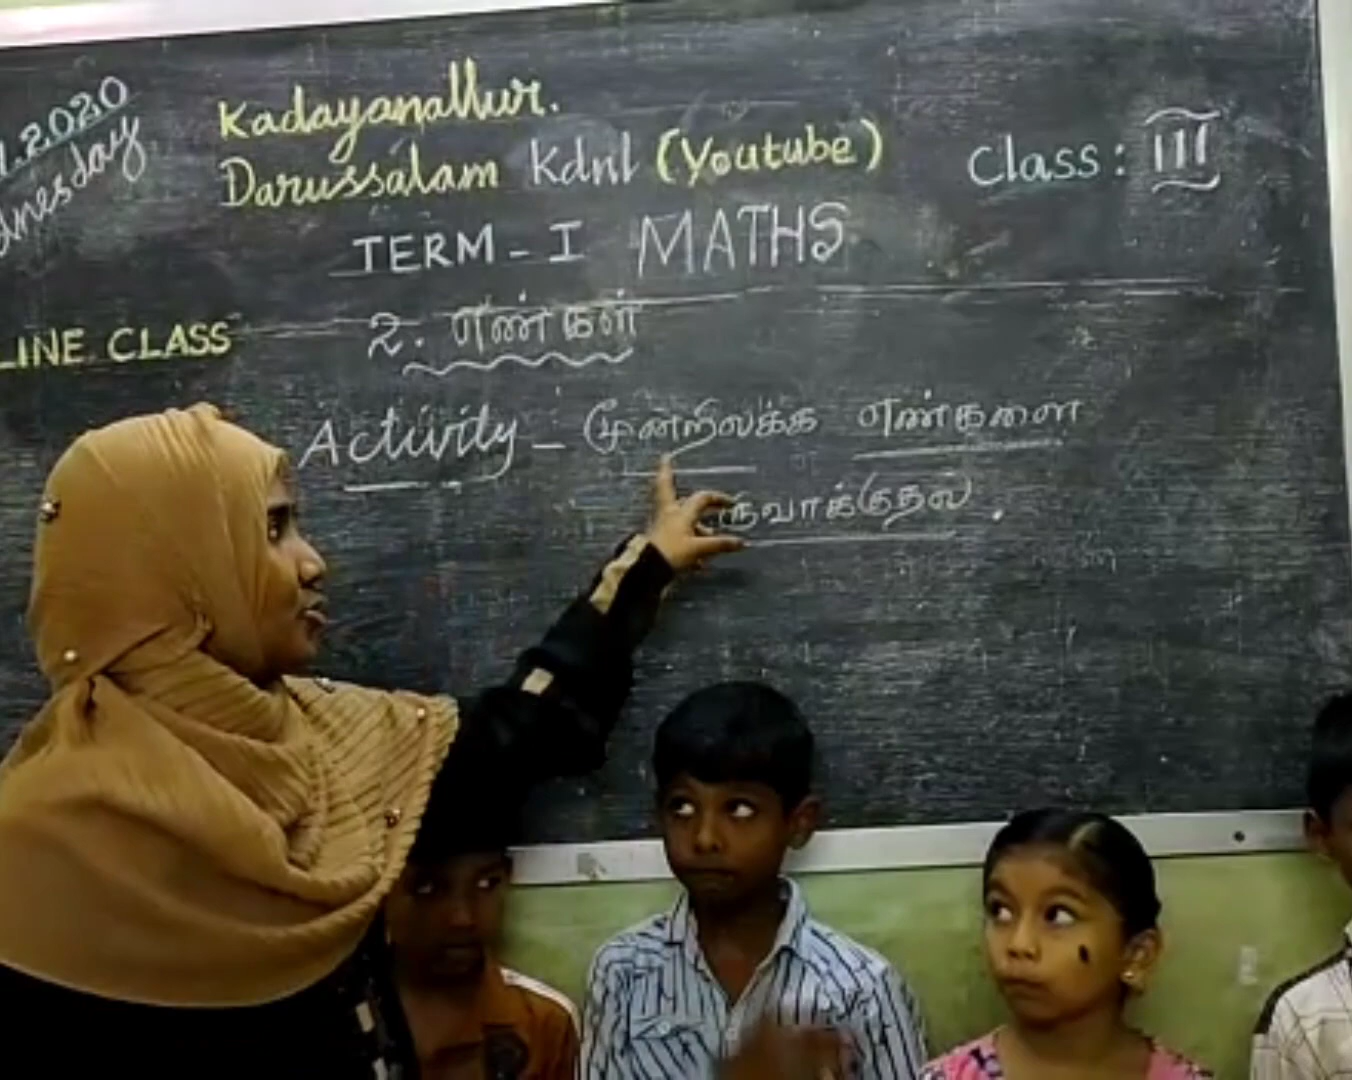 .2020
Kadayanallur.
Darussalam Kdnl (Youtube)
Class: III
TERM - I MATHS
LINE CLASS
2. எண்கள்
Activity - மூன்றிலக்க எண்களை
உருவாக்குதல்.